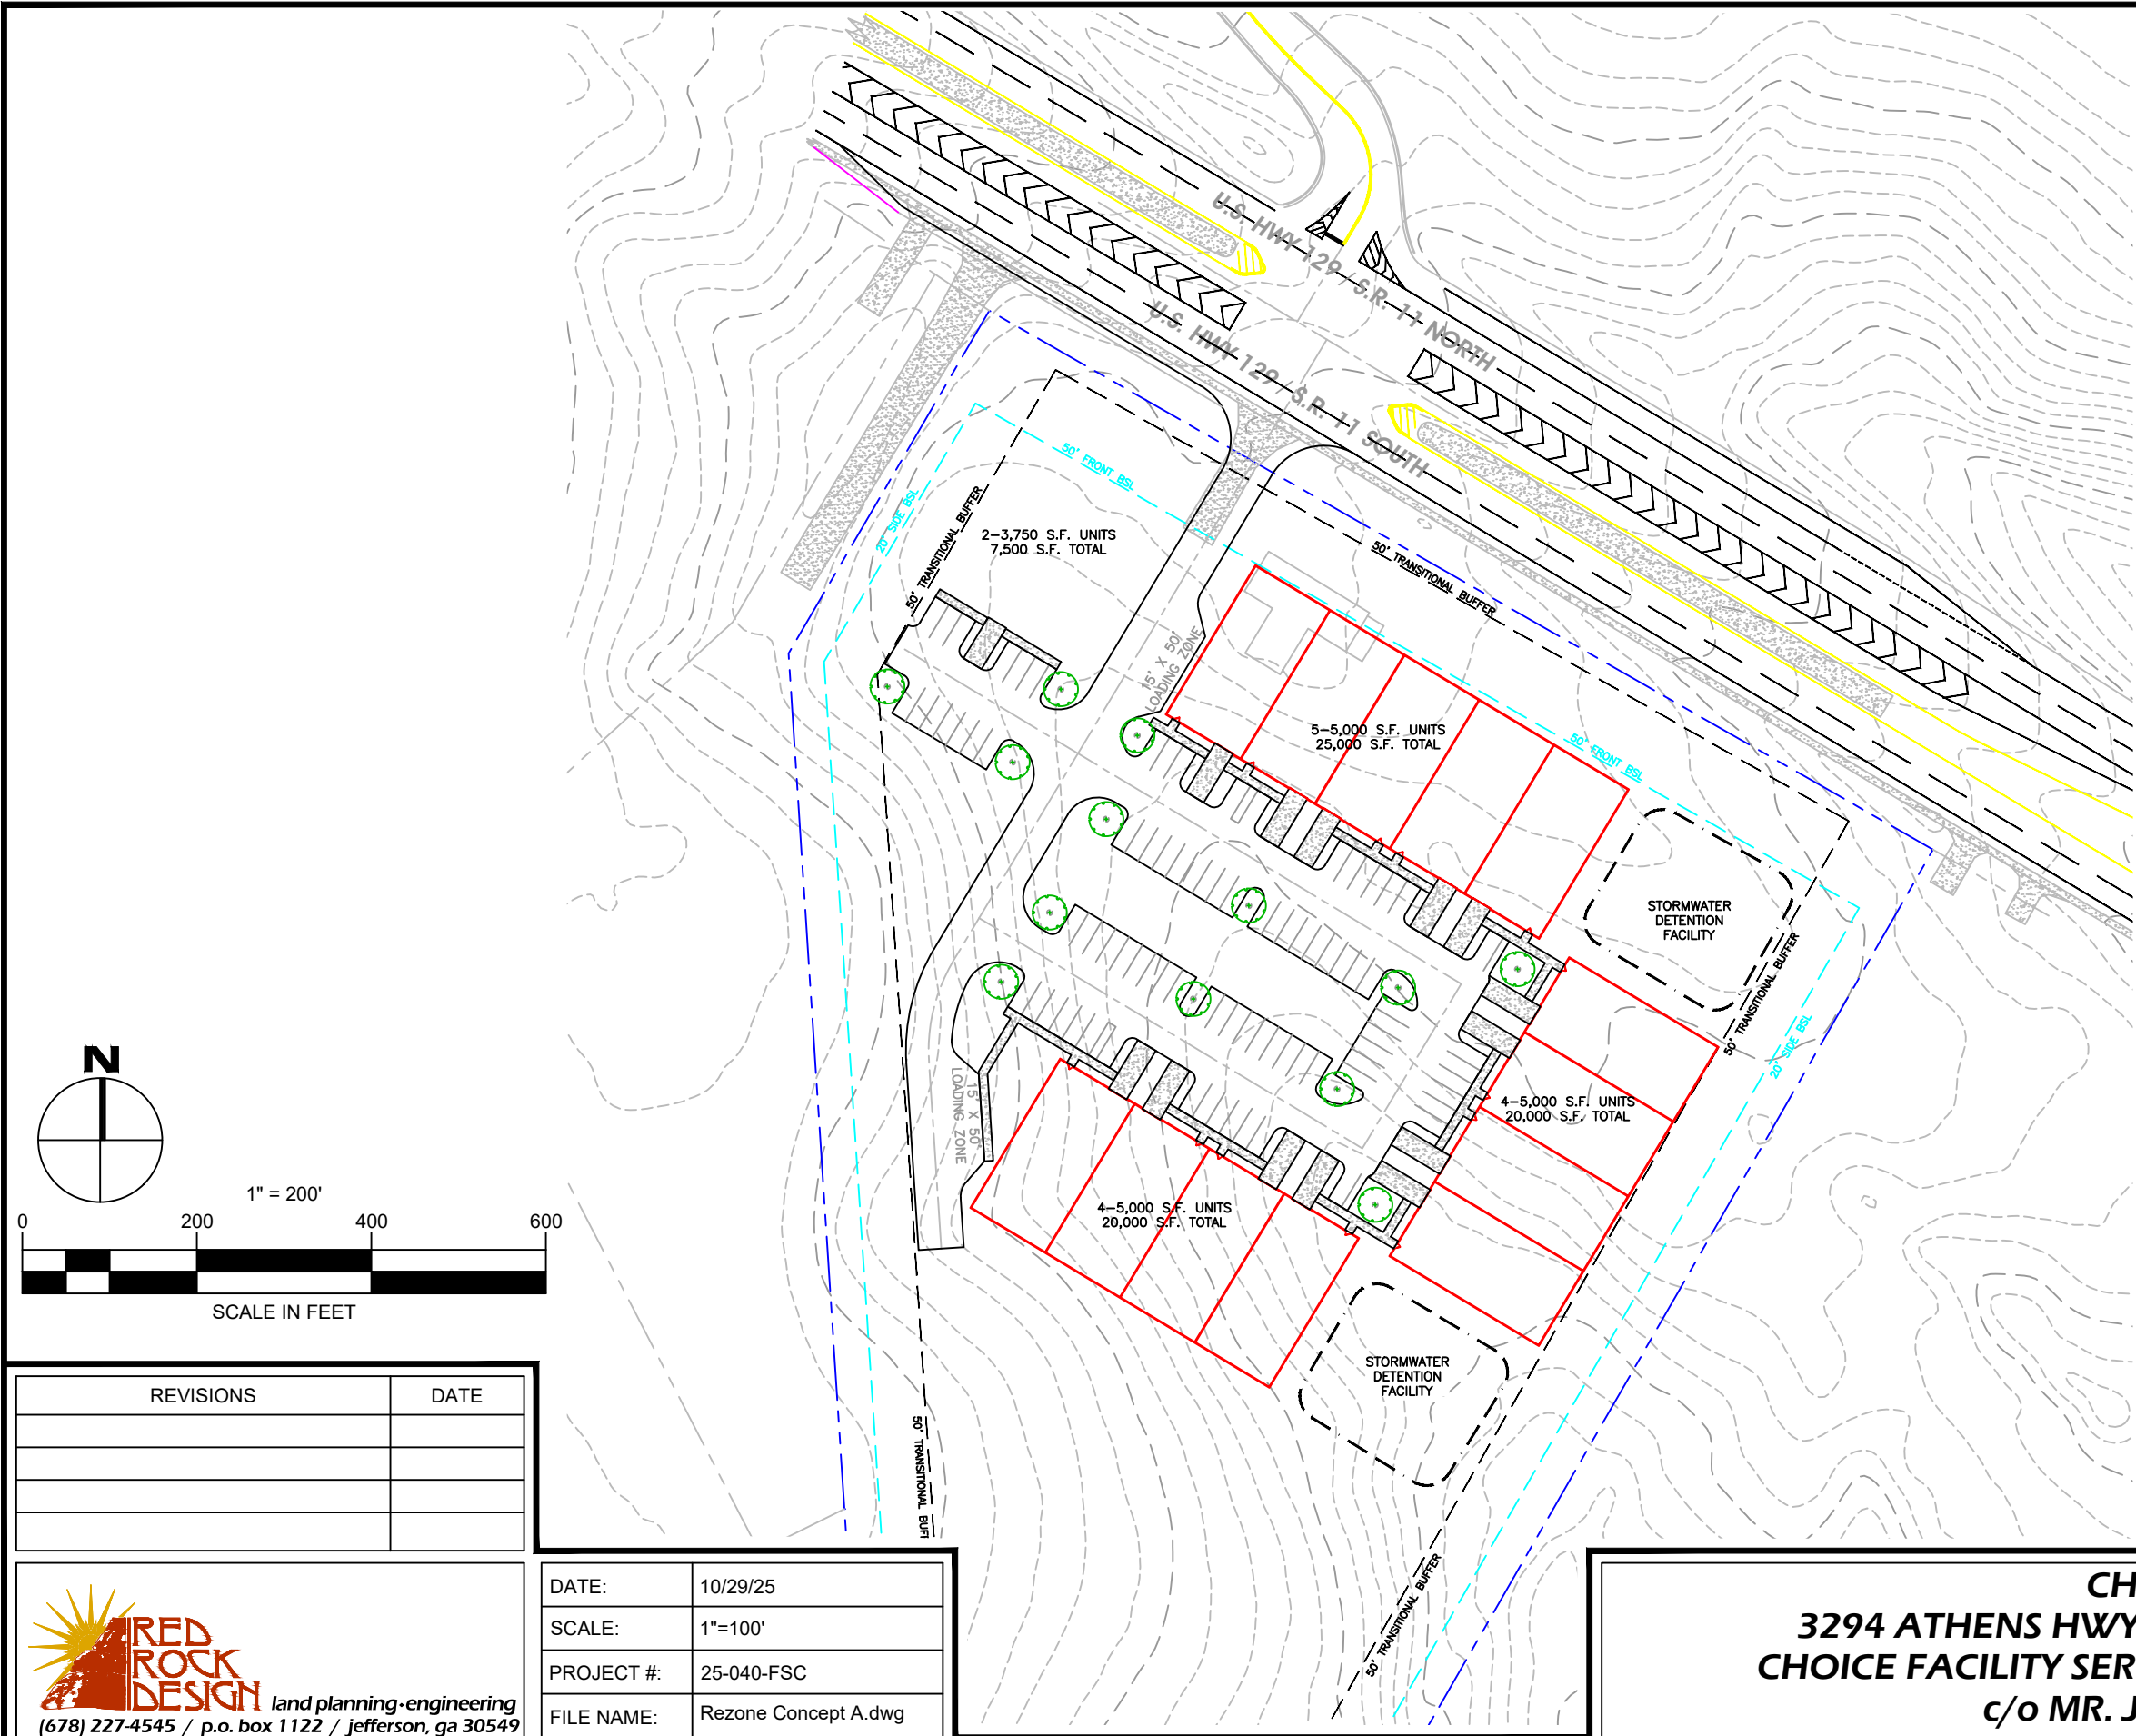 U.S. HWY 129 / S.R. 11 NORTH
U.S. HWY 129 / S.R. 11 SOUTH
50' FRONT BSL
20' SIDE BSL
50' TRANSITIONAL BUFFER
2-3,750 S.F. UNITS
7,500 S.F. TOTAL
50' TRANSITIONAL BUFFER
15' X 50'
LOADING ZONE
5-5,000 S.F. UNITS
25,000 S.F. TOTAL
50' FRONT BSL
STORMWATER
DETENTION
FACILITY
50' TRANSITIONAL BUFFER
20' SIDE BSL
4-5,000 S.F. UNITS
20,000 S.F. TOTAL
15' X 50'
LOADING ZONE
4-5,000 S.F. UNITS
20,000 S.F. TOTAL
STORMWATER
DETENTION
FACILITY
50' TRANSITIONAL BUF
50' TRANSITIONAL BUFFER
N
1" = 200'
0 200 400 600
SCALE IN FEET
REVISIONS DATE
RED
ROCK
DESIGN land planning•engineering
(678) 227-4545 / p.o. box 1122 / jefferson, ga 30549
DATE: 10/29/25
SCALE: 1"=100'
PROJECT #: 25-040-FSC
FILE NAME: Rezone Concept A.dwg
CH
3294 ATHENS HWY
CHOICE FACILITY SER
c/o MR. J